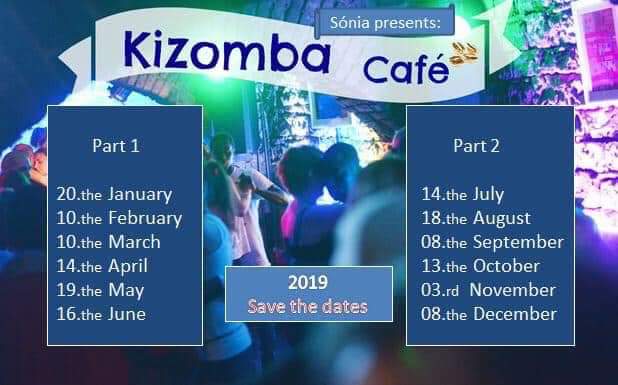 Sónia presents:
Kizomba Café
Part 1
20.the January
10.the February
10.the March
14.the April
19.the May
16.the June
2019
Save the dates
Part 2
14.the July
18.the August
08.the September
13.the October
03.rd November
08.the December